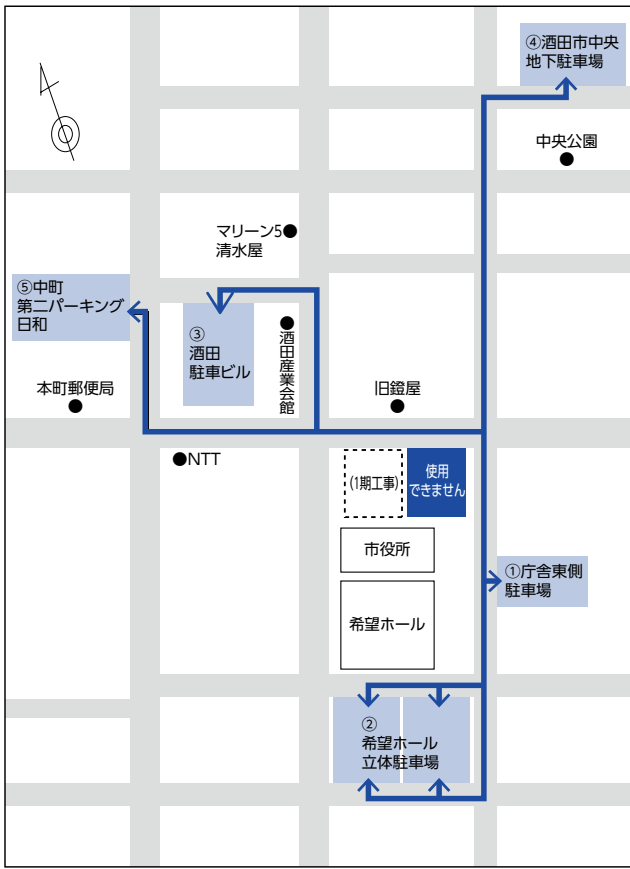 ④酒田市中央
地下駐車場
中央公園
マリーン5
清水屋
⑤中町
第二パーキング
日和
③
酒田
駐車ビル
酒田産業会館
本町郵便局
旧鐙屋
NTT
(1期工事)
使用
できません
市役所
①庁舎東側
駐車場
希望ホール
②
希望ホール
立体駐車場